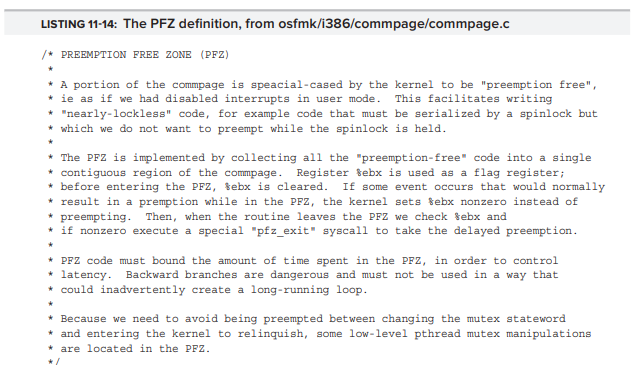 LISTING 11-14: The PFZ definition, from osfmk/i386/commpage/commpage.c
/* PREEMPTION FREE ZONE (PFZ)
*
* A portion of the commpage is speacial-cased by the kernel to be "preemption free",
* ie as if we had disabled interrupts in user mode.  This facilitates writing
* "nearly-lockless" code, for example code that must be serialized by a spinlock but
* which we do not want to preempt while the spinlock is held.
*
* The PFZ is implemented by collecting all the "preemption-free" code into a single
* contiguous region of the commpage.  Register %ebx is used as a flag register;
* before entering the PFZ, %ebx is cleared.  If some event occurs that would normally
* result in a premption while in the PFZ, the kernel sets %ebx nonzero instead of
* preempting.  Then, when the routine leaves the PFZ we check %ebx and
* if nonzero execute a special "pfz_exit" syscall to take the delayed preemption.
*
* PFZ code must bound the amount of time spent in the PFZ, in order to control
* latency.  Backward branches are dangerous and must not be used in a way that
* could inadvertently create a long-running loop.
*
* Because we need to avoid being preempted between changing the mutex stateword
* and entering the kernel to relinquish, some low-level pthread mutex manipulations
* are located in the PFZ.
*/